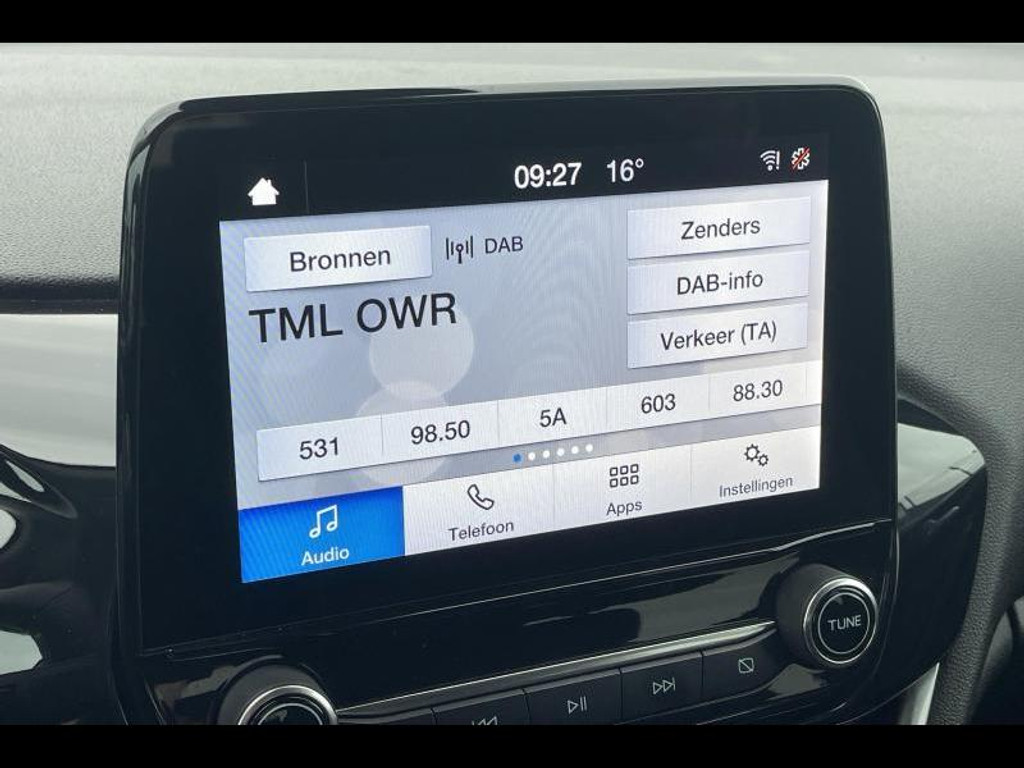 09:27 16°
Bronnen DAB
Zenders
DAB-info
Verkeer (TA)
TML OWR
531 98.50 5A 603 88.30
Audio Telefoon Apps Instellingen
TUNE